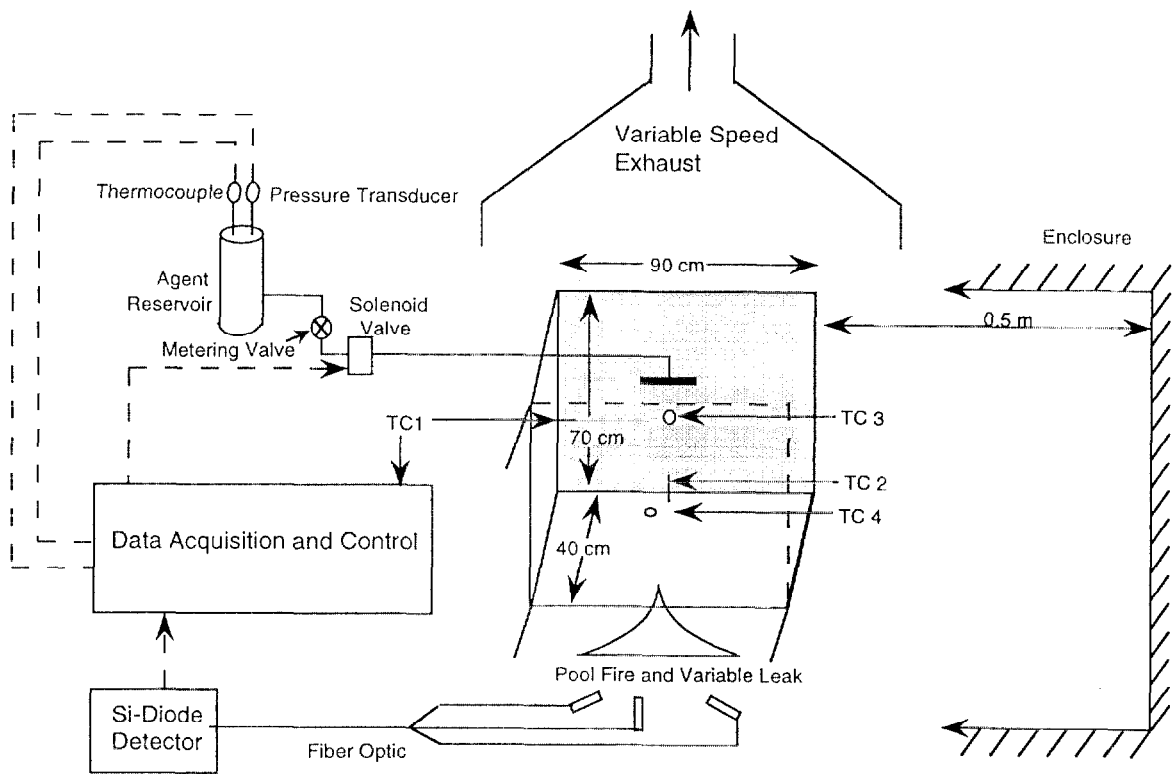 Variable Speed
Exhaust
Thermocouple
Pressure Transducer
Enclosure
90 cm
Agent
Reservoir
Solenoid
Valve
0.5 m
Metering Valve
TC1
TC 3
70 cm
TC 2
TC 4
Data Acquisition and Control
40 cm
Pool Fire and Variable Leak
Si-Diode
Detector
Fiber Optic